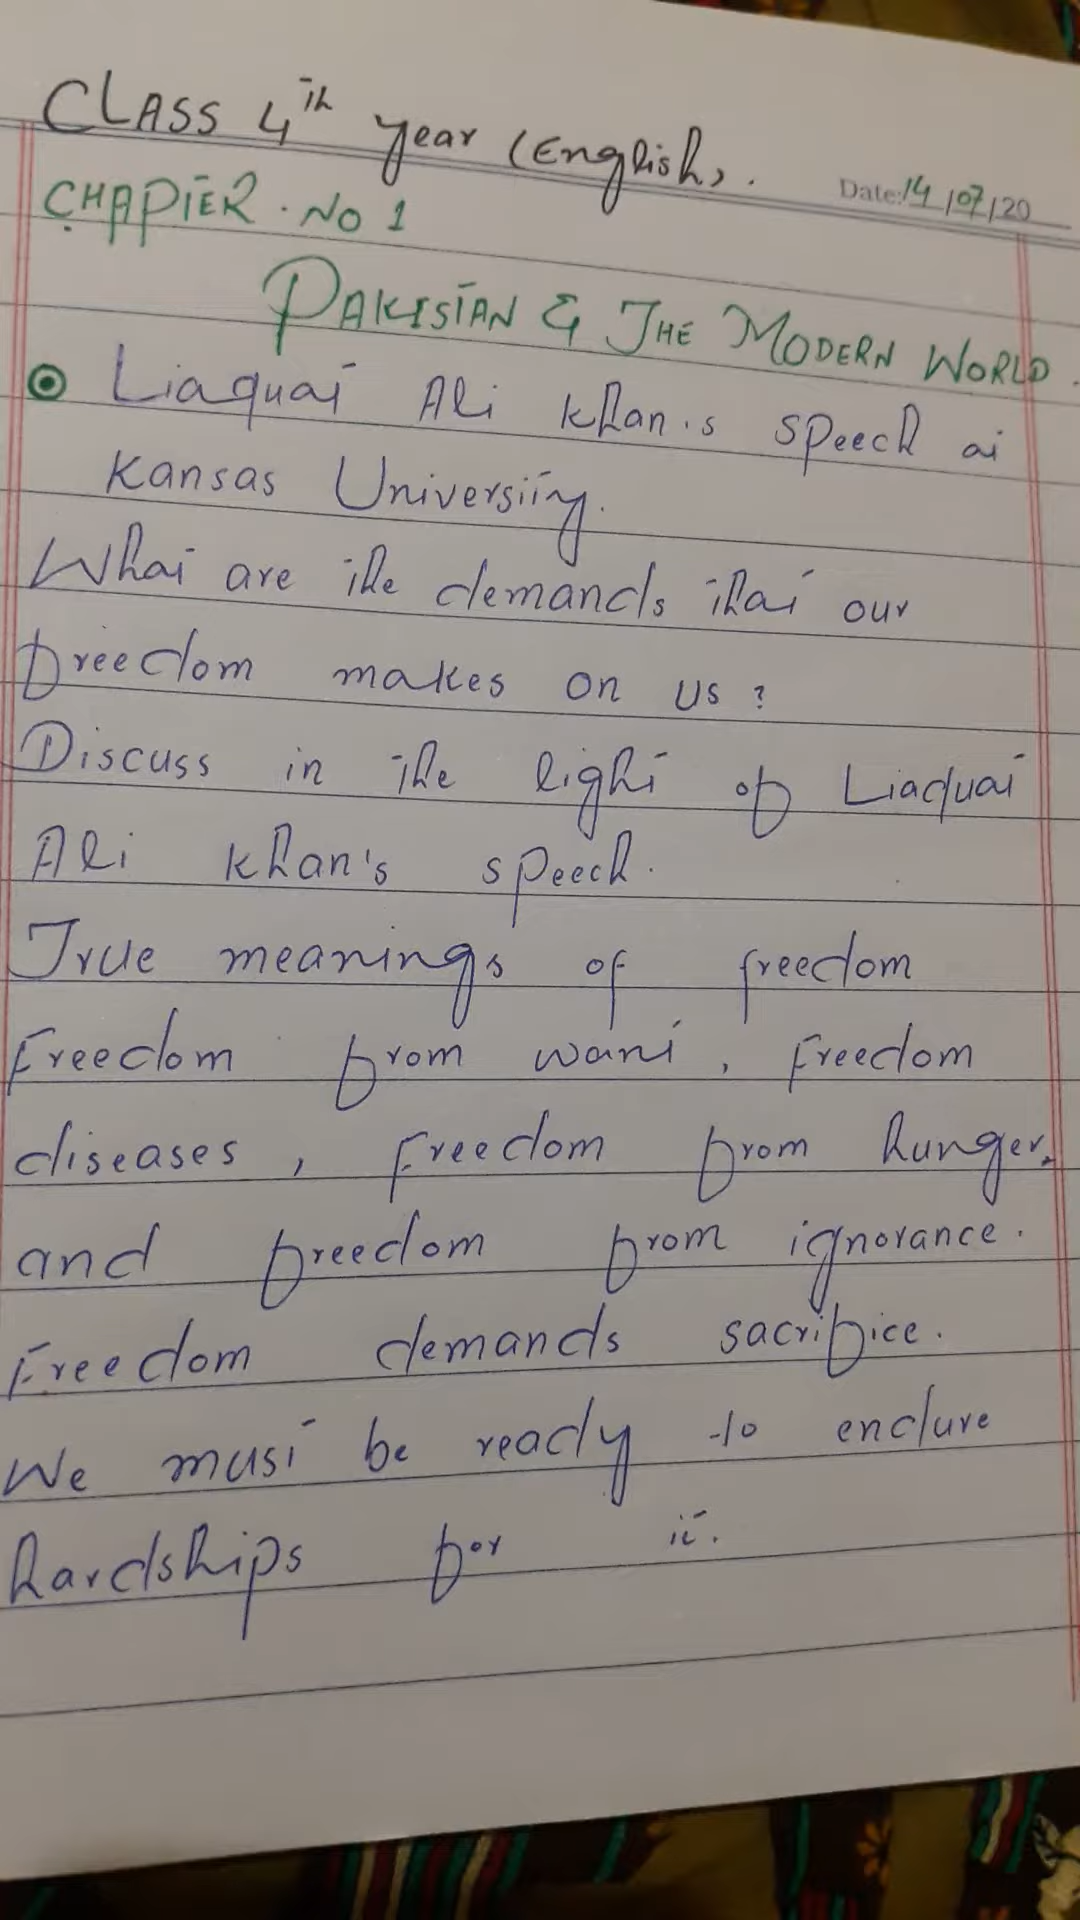 CLASS 4th year (English).
Date: 14/07/20
CHAPTER. NO 1
PAKISTAN & THE MODERN WORLD.
Liaquat Ali Khan.s speech at
Kansas University.
What are the demands that our
freedom makes on us?
Discuss in the light of Liaquat
Ali Khan's speech.
True meanings of freedom
Freedom from want, Freedom
diseases, Freedom from hunger,
and freedom from ignorance.
Freedom demands sacrifice.
We must be ready to endure
hardships for it.